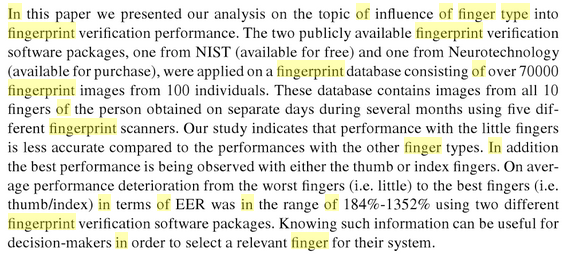 In this paper we presented our analysis on the topic of influence of finger type into
fingerprint verification performance. The two publicly available fingerprint verification
software packages, one from NIST (available for free) and one from Neurotechnology
(available for purchase), were applied on a fingerprint database consisting of over 70000
fingerprint images from 100 individuals. These database contains images from all 10
fingers of the person obtained on separate days during several months using five dif-
ferent fingerprint scanners. Our study indicates that performance with the little fingers
is less accurate compared to the performances with the other finger types. In addition
the best performance is being observed with either the thumb or index fingers. On aver-
age performance deterioration from the worst fingers (i.e. little) to the best fingers (i.e.
thumb/index) in terms of EER was in the range of 184%-1352% using two different
fingerprint verification software packages. Knowing such information can be useful for
decision-makers in order to select a relevant finger for their system.